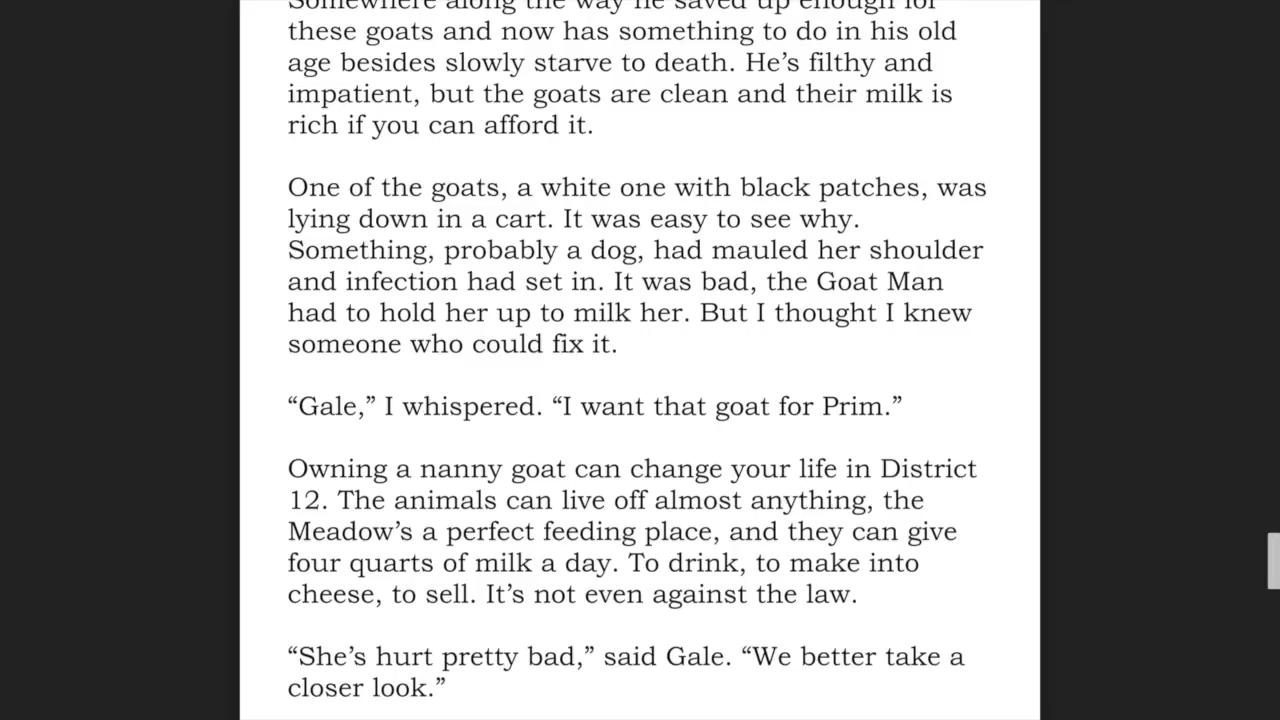 Somewhere along the way he saved up enough for
these goats and now has something to do in his old
age besides slowly starve to death. He’s filthy and
impatient, but the goats are clean and their milk is
rich if you can afford it.
One of the goats, a white one with black patches, was
lying down in a cart. It was easy to see why.
Something, probably a dog, had mauled her shoulder
and infection had set in. It was bad, the Goat Man
had to hold her up to milk her. But I thought I knew
someone who could fix it.
“Gale,” I whispered. “I want that goat for Prim.”
Owning a nanny goat can change your life in District
12. The animals can live off almost anything, the
Meadow’s a perfect feeding place, and they can give
four quarts of milk a day. To drink, to make into
cheese, to sell. It’s not even against the law.
“She’s hurt pretty bad,” said Gale. “We better take a
closer look.”